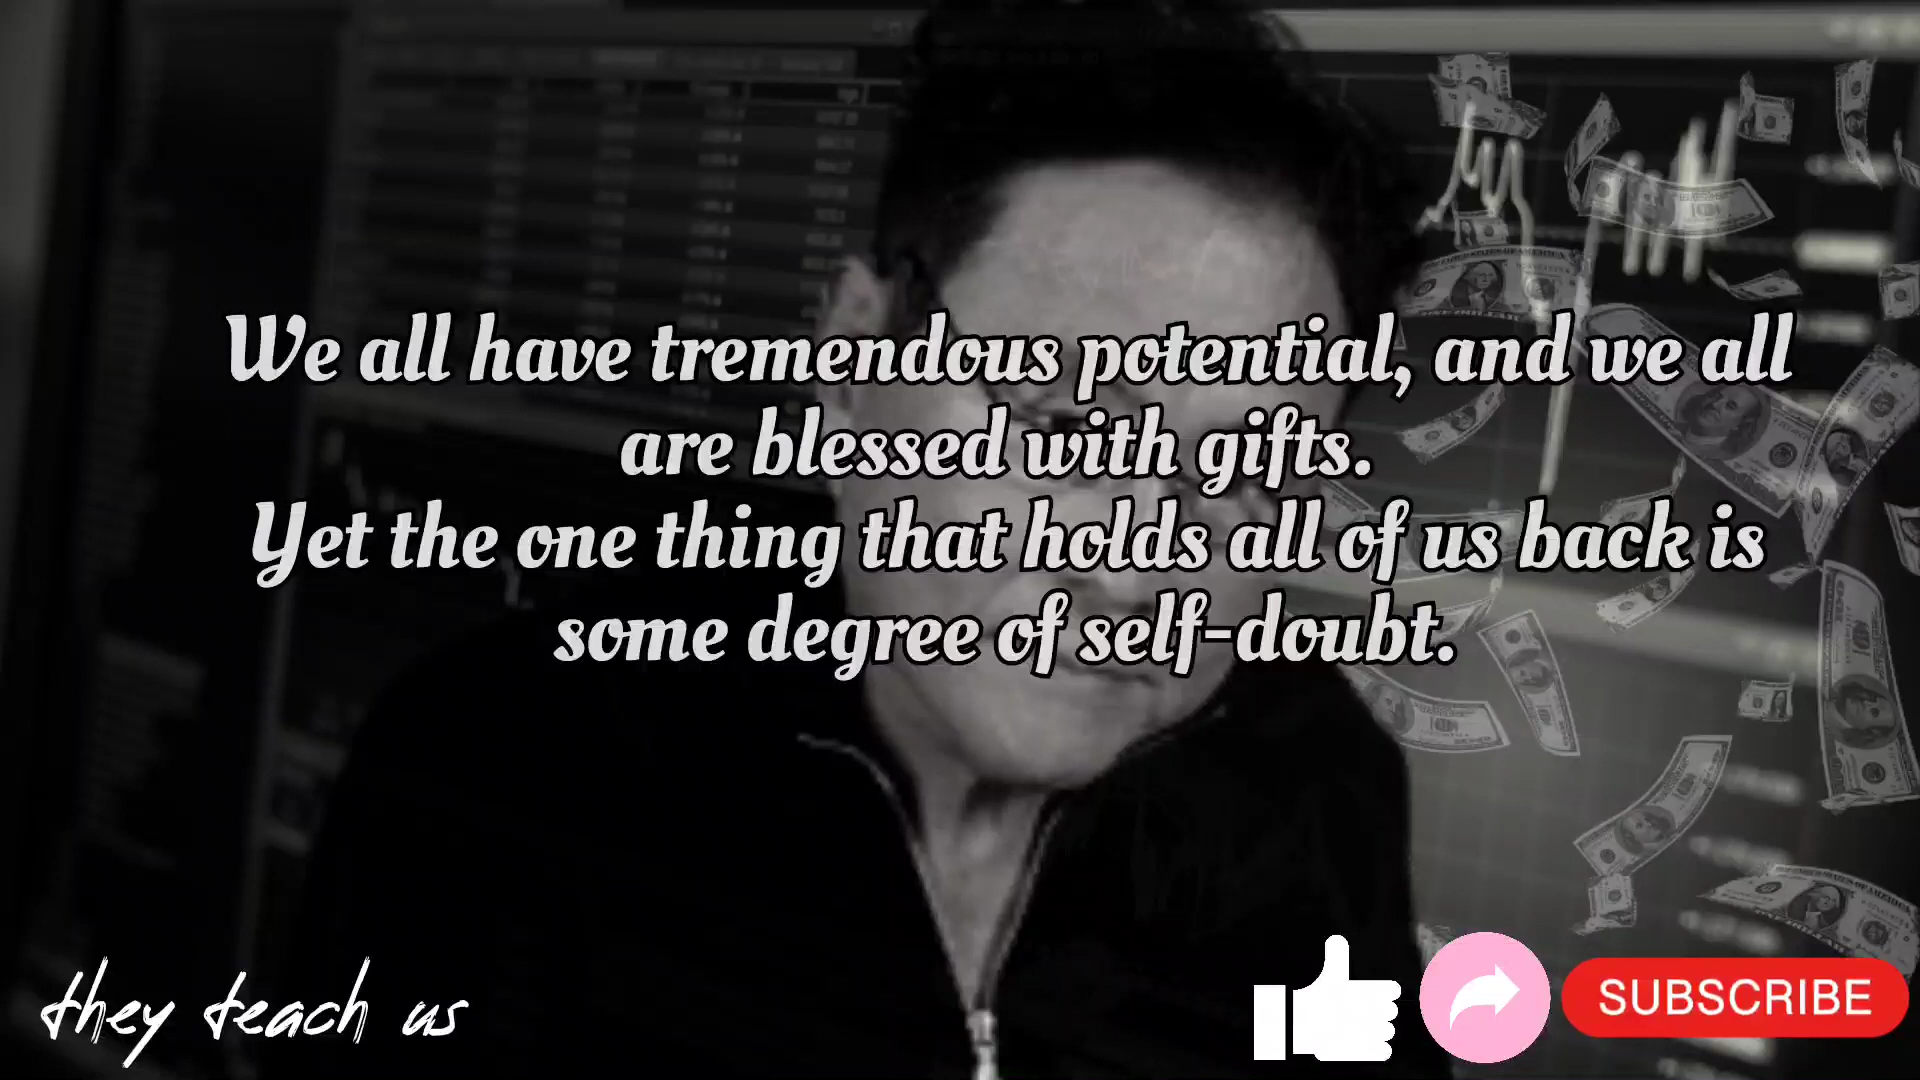 We all have tremendous potential, and we all
are blessed with gifts.
Yet the one thing that holds all of us back is
some degree of self-doubt.
they teach us
SUBSCRIBE